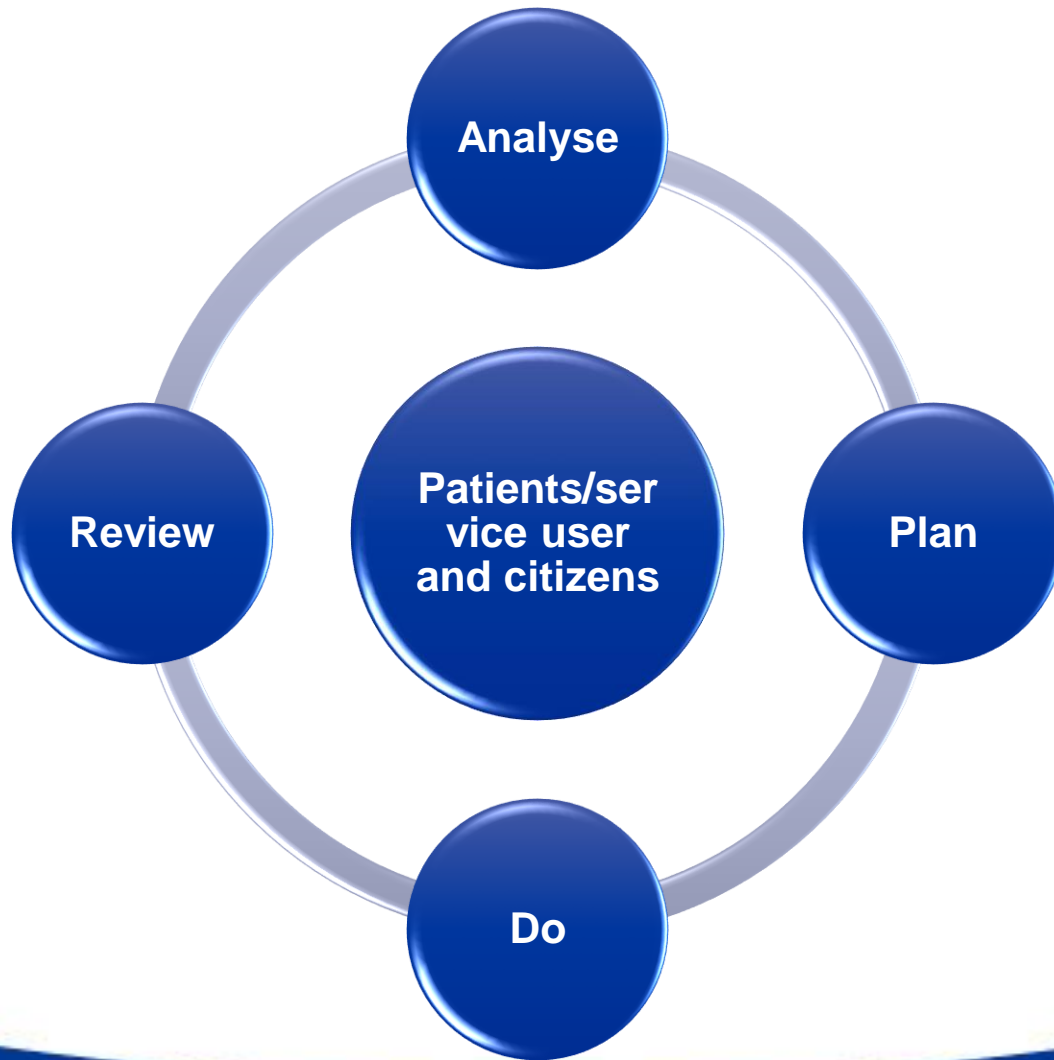 Analyse
Review
Patients/ser
vice user
and citizens
Plan
Do